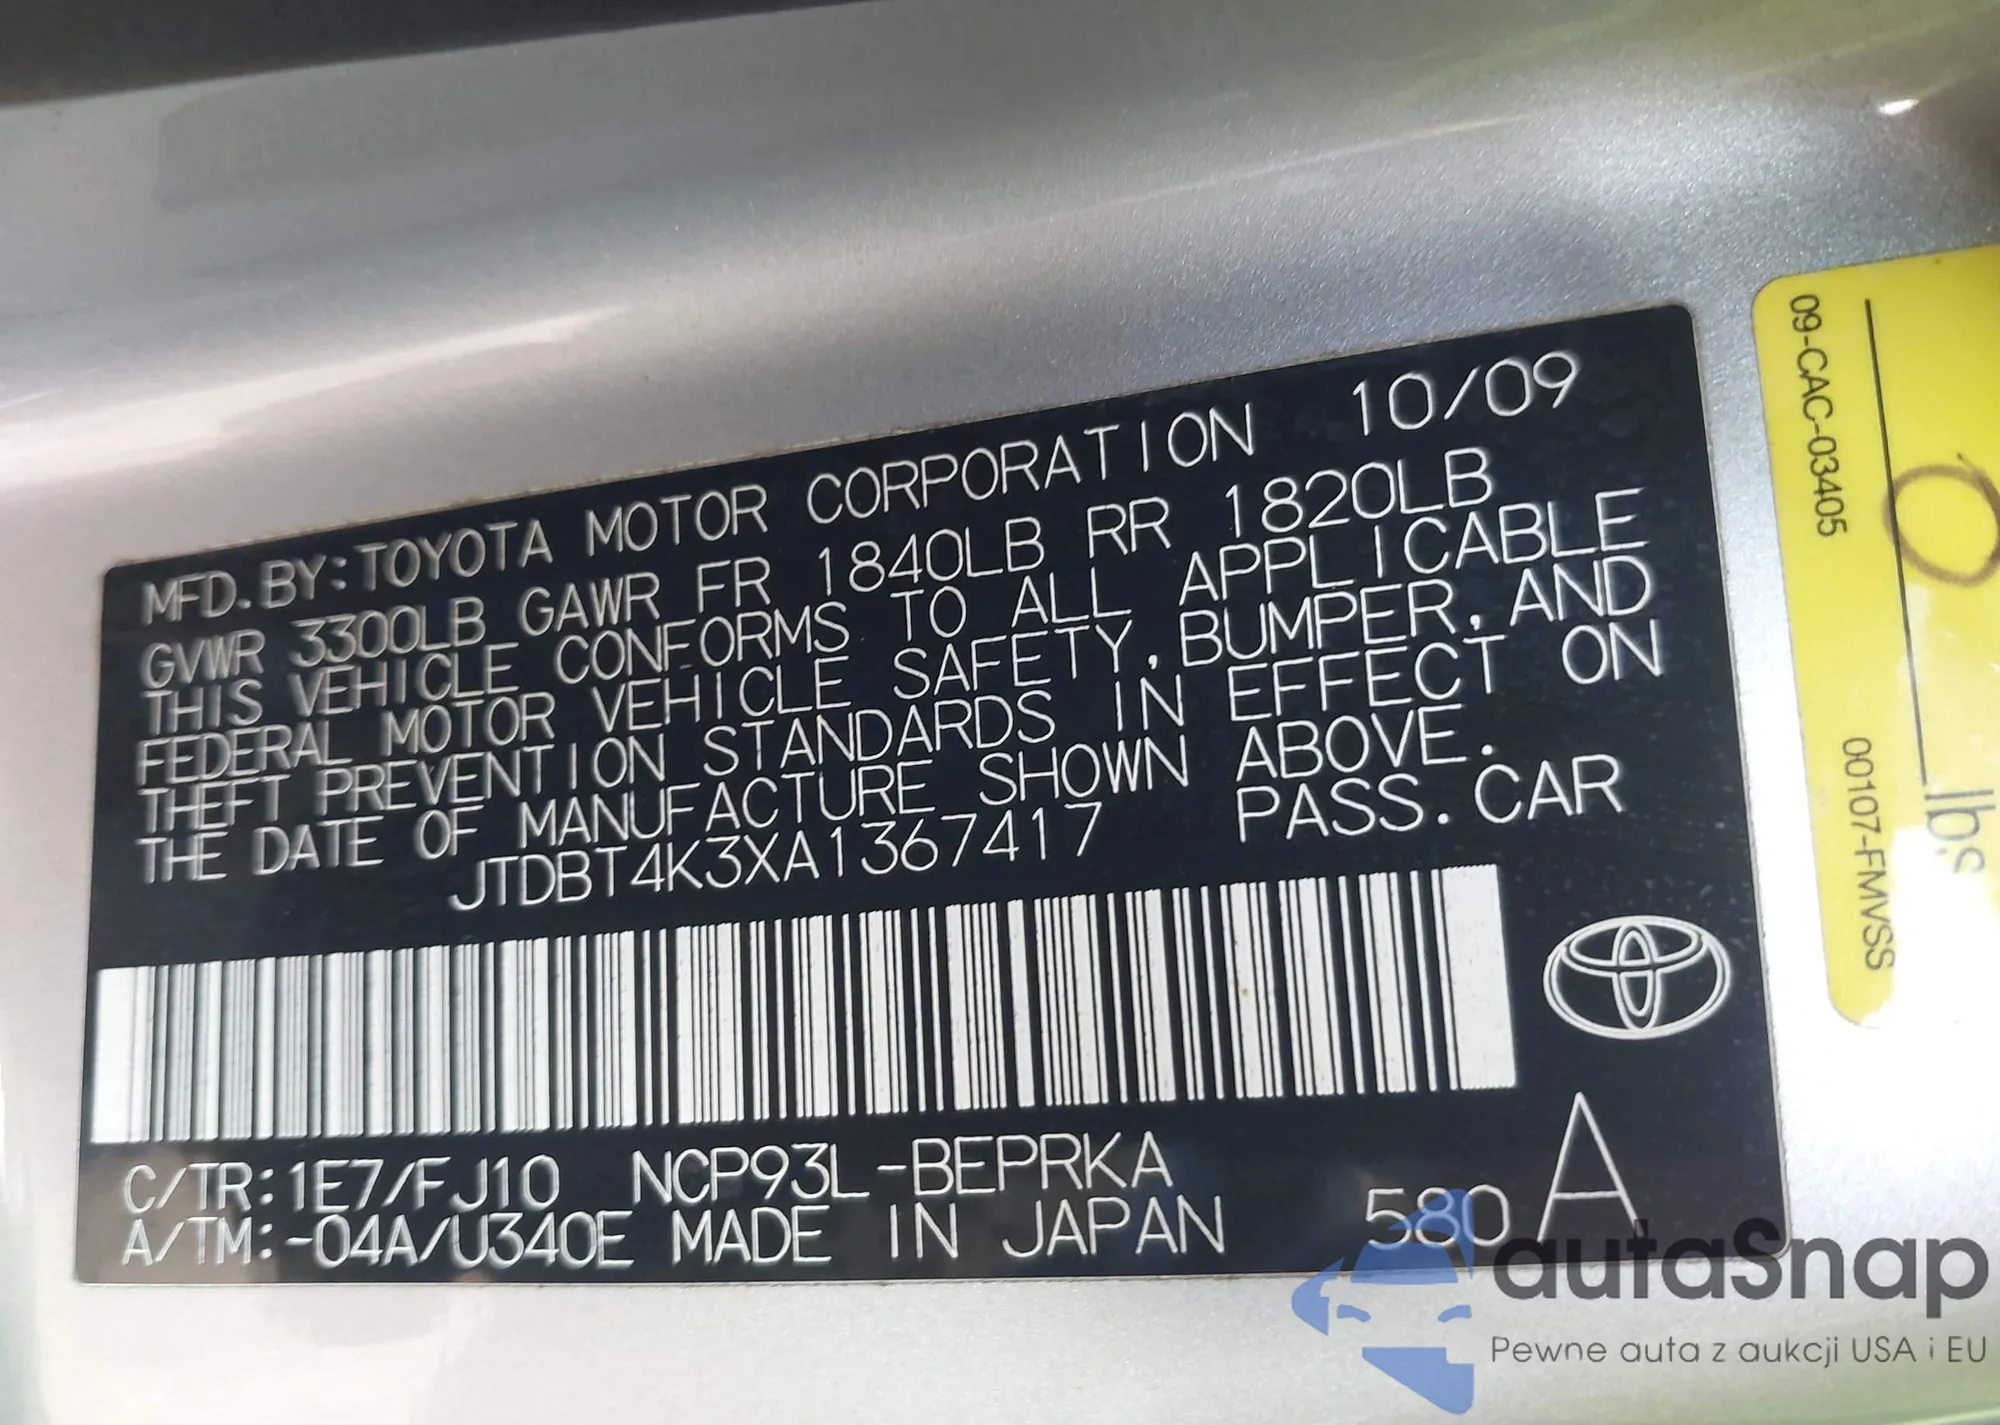 MFD. BY: TOYOTA MOTOR CORPORATION 10/09
GVWR 3300LB GAWR FR 1840LB RR 1820LB
THIS VEHICLE CONFORMS TO ALL APPLICABLE
FEDERAL MOTOR VEHICLE SAFETY, BUMPER, AND
THEFT PREVENTION STANDARDS IN EFFECT ON
THE DATE OF MANUFACTURE SHOWN ABOVE.
JTDBT4K3XA1367417 PASS. CAR
C/TR: 1E7/FJ10 NCP93L-BEPRKA
A/TM: -04A/U340E MADE IN JAPAN 580 A
09-CAC-03405
00107-FMVSS
0 lbs
autaSnap
Pewne auta z aukcji USA i EU